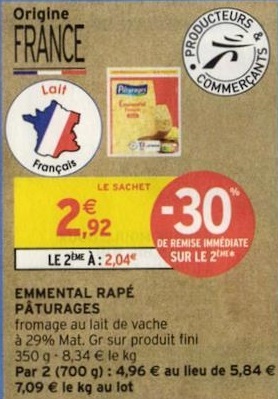 Origine
FRANCE
PRODUCTEURS & COMMERÇANTS
Lait
Français
Pâturages
Emmental
LE SACHET
2,92 €
-30%
DE REMISE IMMÉDIATE
SUR LE 2ÈME
LE 2ÈME À : 2,04€
EMMENTAL RAPÉ
PÂTURAGES
fromage au lait de vache
à 29% Mat. Gr sur produit fini
350 g - 8,34 € le kg
Par 2 (700 g) : 4,96 € au lieu de 5,84 €
7,09 € le kg au lot